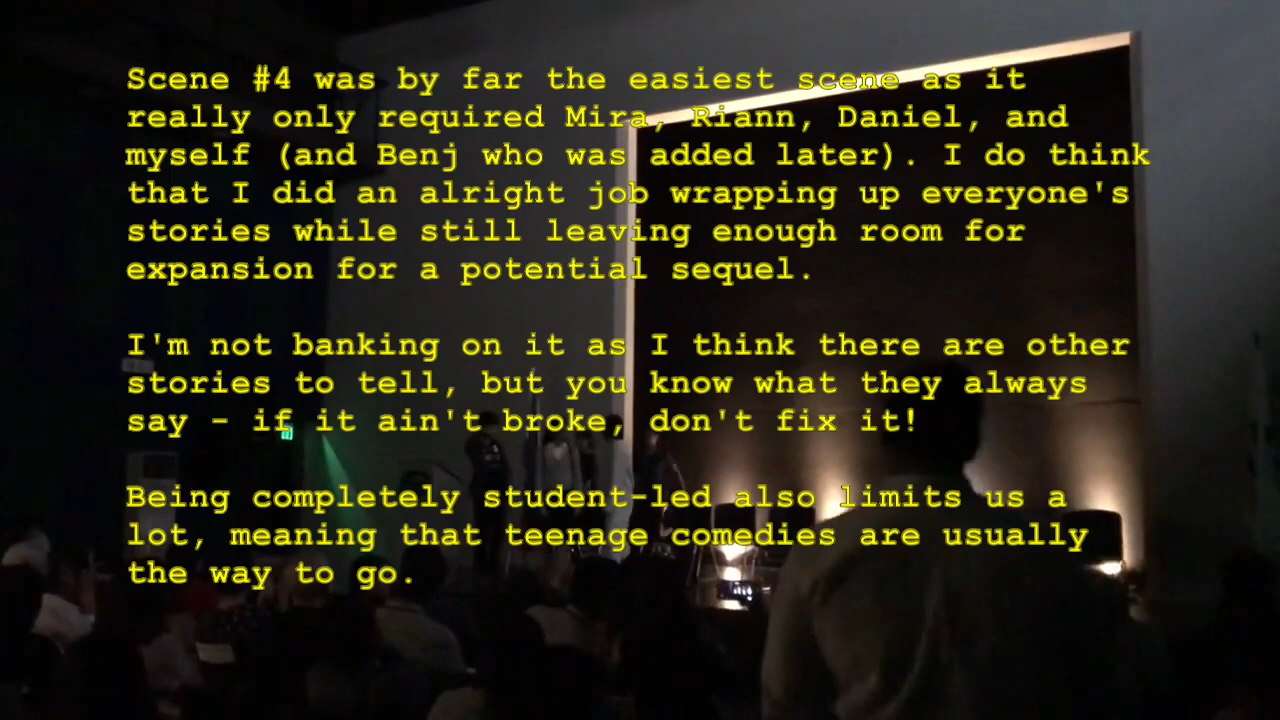 Scene #4 was by far the easiest scene as it
really only required Mira, Riann, Daniel, and
myself (and Benj who was added later). I do think
that I did an alright job wrapping up everyone's
stories while still leaving enough room for
expansion for a potential sequel.
I'm not banking on it as I think there are other
stories to tell, but you know what they always
say - if it ain't broke, don't fix it!
Being completely student-led also limits us a
lot, meaning that teenage comedies are usually
the way to go.